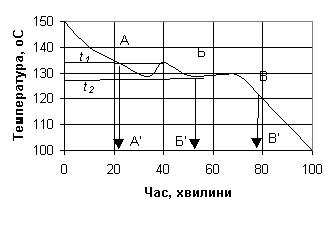 Температура, оС
150
140
130
120
110
100
t1
t2
А
Б
В
А'
Б'
В'
0
20
40
60
80
100
Час, хвилини